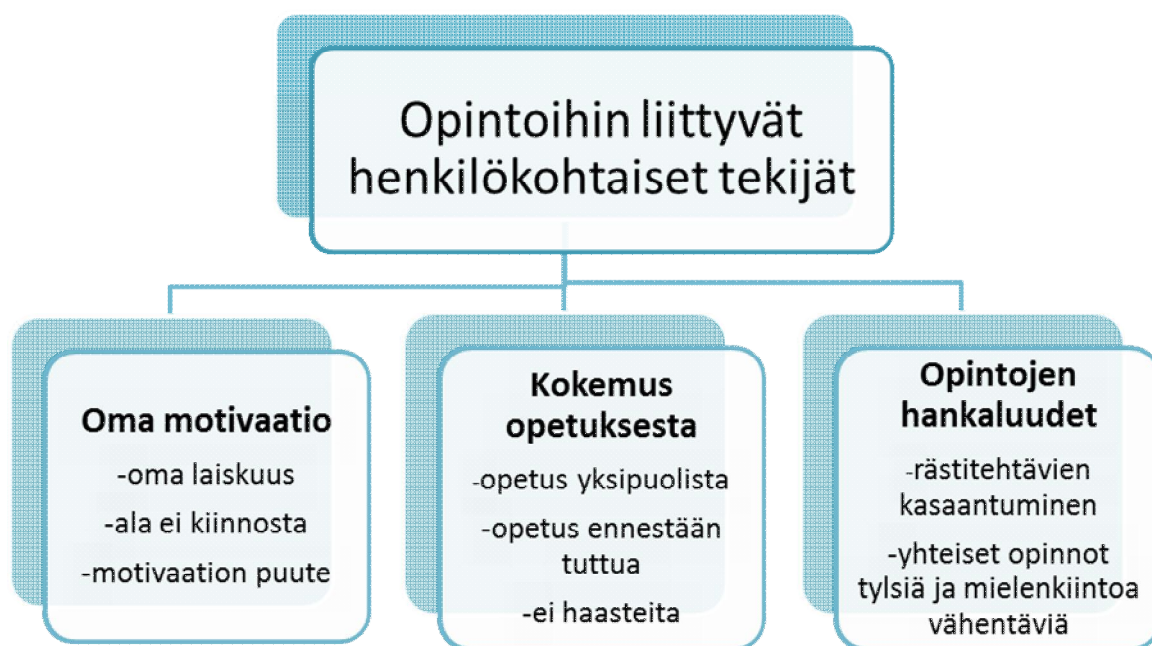 Opintoihin liittyvät
henkilökohtaiset tekijät
Oma motivaatio
-oma laiskuus
-ala ei kiinnosta
-motivaation puute
Kokemus
opetuksesta
-opetus yksipuolista
-opetus ennestään
tuttua
-ei haasteita
Opintojen
hankaluudet
-rästitehtävien
kasaantuminen
-yhteiset opinnot
tylsiä ja mielenkiintoa
vähentäviä